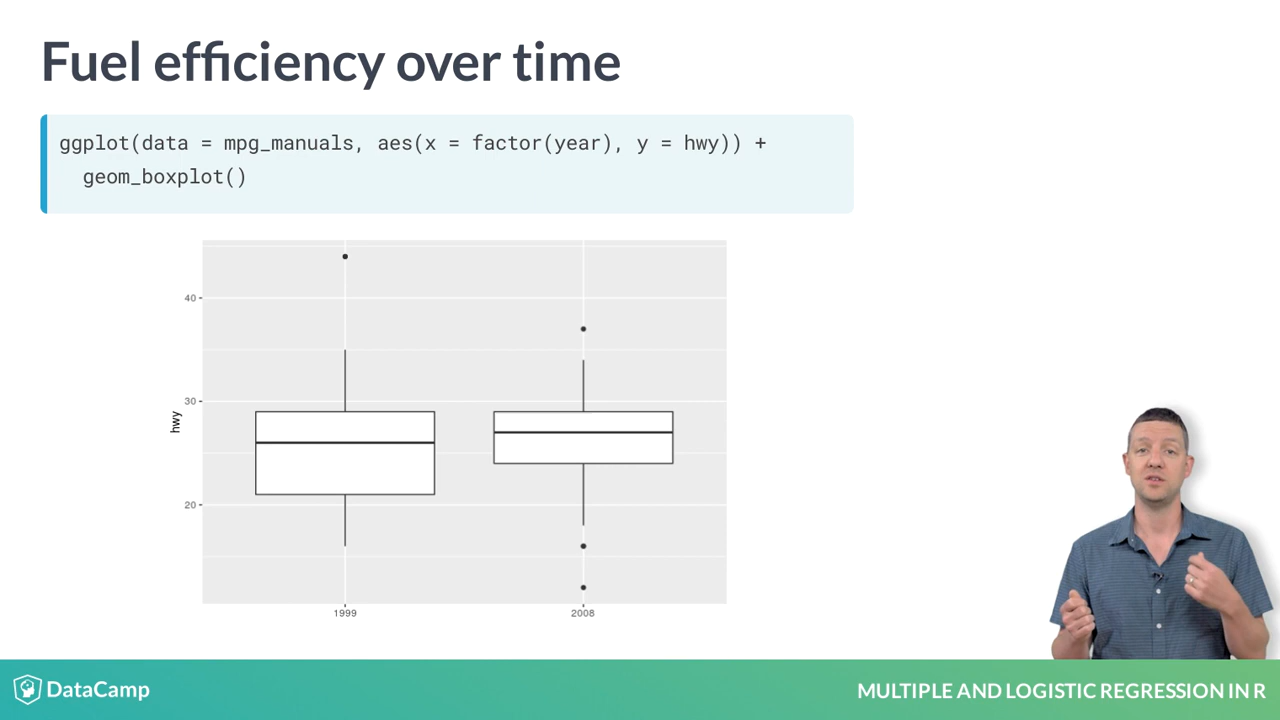 Fuel efficiency over time
ggplot(data = mpg_manuals, aes(x = factor(year), y = hwy)) +
geom_boxplot()
40
30
20
hwy
1999
2008
DataCamp
MULTIPLE AND LOGISTIC REGRESSION IN R